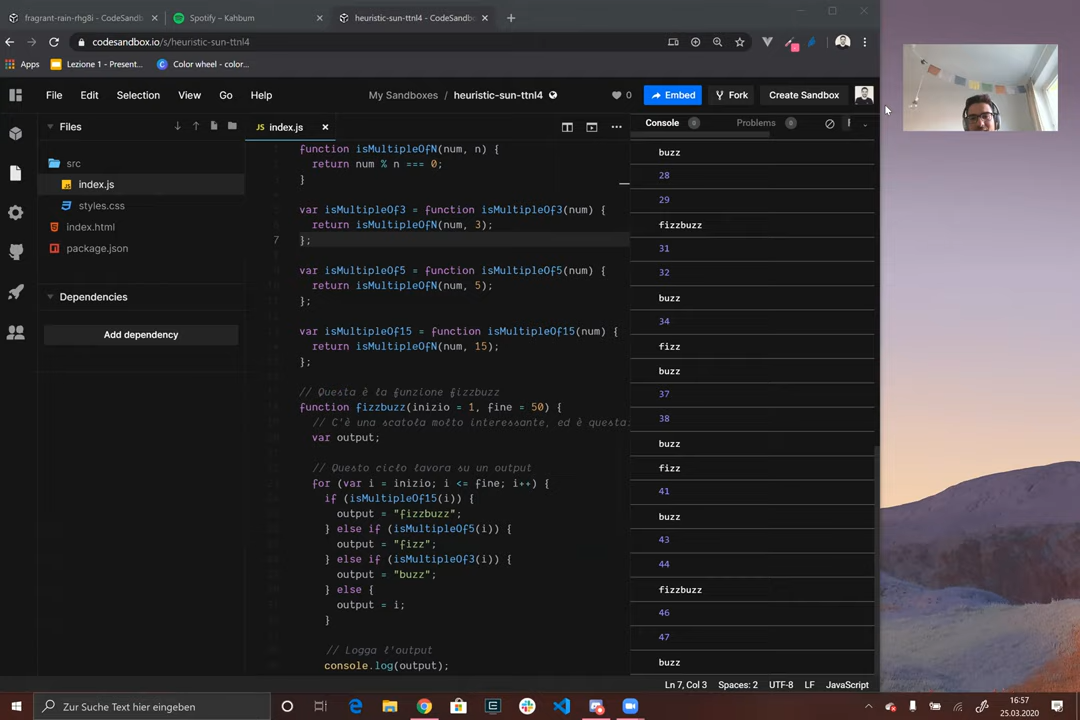 fragrant-rain-rhg8i - CodeSandb
Spotify – Kahbum
heuristic-sun-ttnl4 - CodeSandb
codesandbox.io/s/heuristic-sun-ttnl4
Apps
Lezione 1 - Present...
Color wheel - color...
File Edit Selection View Go Help
My Sandboxes / heuristic-sun-ttnl4
0
Embed
Fork
Create Sandbox
Files
src
index.js
styles.css
index.html
package.json
Dependencies
Add dependency
JS index.js
function isMultipleOfN(num, n) {
return num % n === 0;
}
var isMultipleOf3 = function isMultipleOf3(num) {
return isMultipleOfN(num, 3);
7 };
var isMultipleOf5 = function isMultipleOf5(num) {
return isMultipleOfN(num, 5);
};
var isMultipleOf15 = function isMultipleOf15(num) {
return isMultipleOfN(num, 15);
};
// Questa è la funzione fizzbuzz
function fizzbuzz(inizio = 1, fine = 50) {
// C'è una scatola molto interessante, ed è questa
var output;
// Questo ciclo lavora su un output
for (var i = inizio; i <= fine; i++) {
if (isMultipleOf15(i)) {
output = "fizzbuzz";
} else if (isMultipleOf5(i)) {
output = "fizz";
} else if (isMultipleOf3(i)) {
output = "buzz";
} else {
output = i;
}
// Logga l'output
console.log(output);
Console 0
Problems 0
buzz
28
29
fizzbuzz
31
32
buzz
34
fizz
buzz
37
38
buzz
fizz
41
buzz
43
44
fizzbuzz
46
47
buzz
Ln 7, Col 3 Spaces: 2 UTF-8 LF JavaScript
Zur Suche Text hier eingeben
16:57
25.03.2020